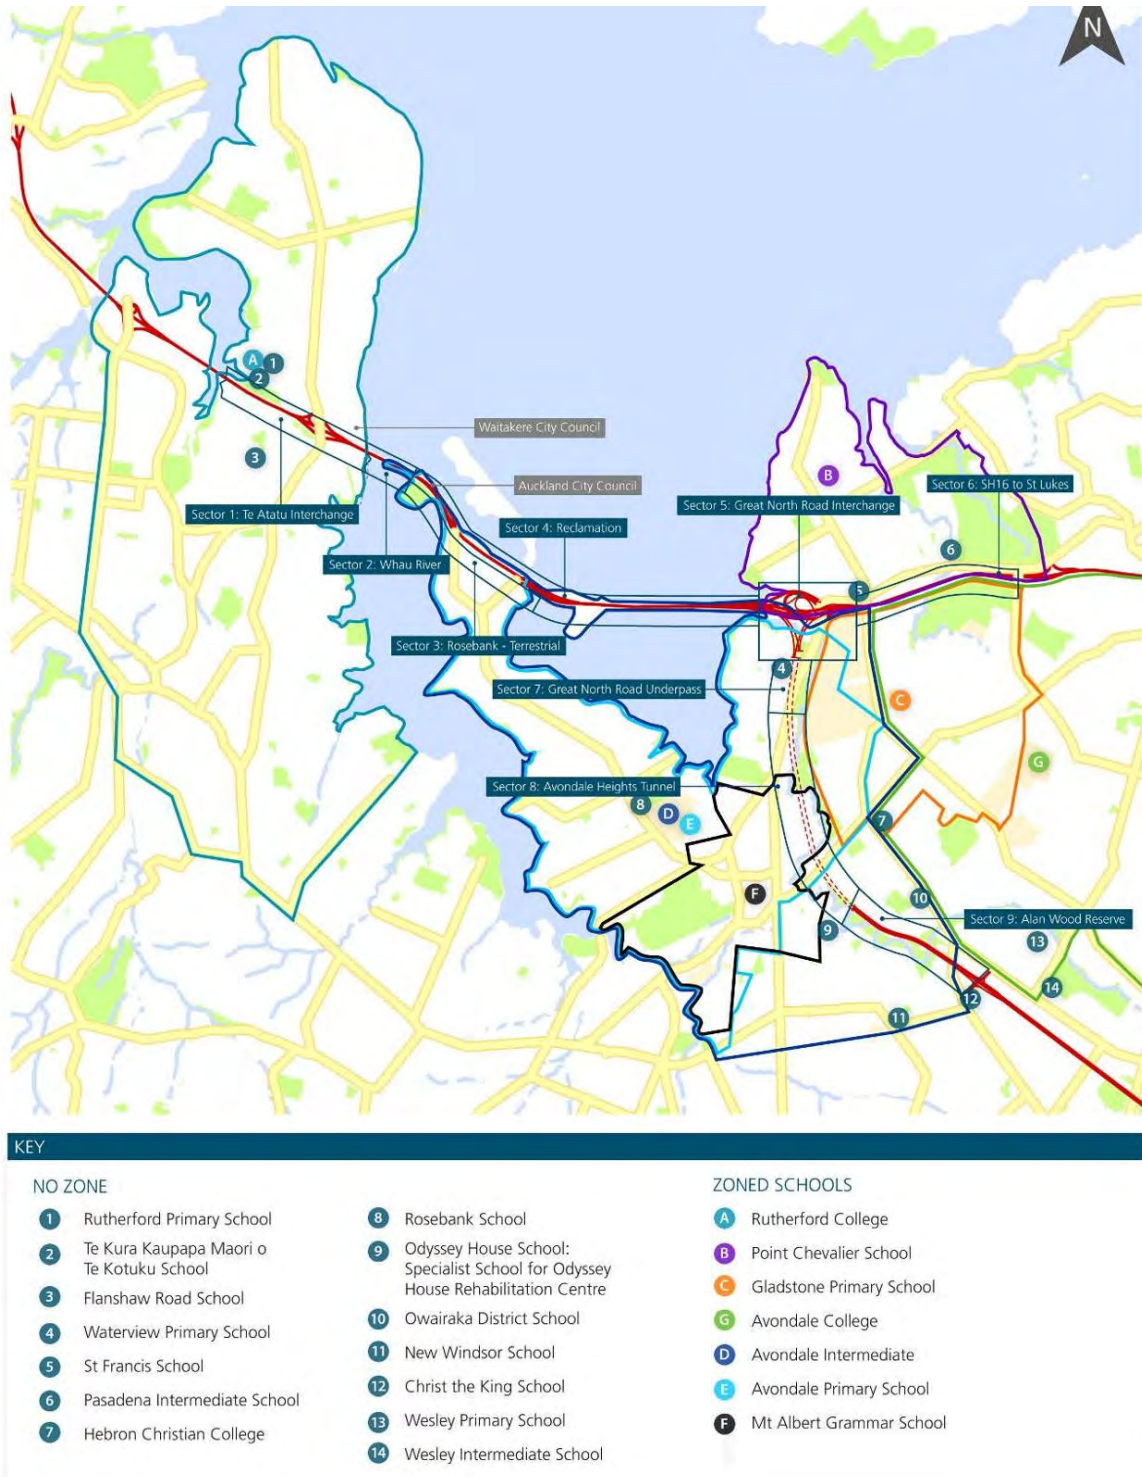 N
A
1
2
3
Waitakere City Council
Auckland City Council
B
Sector 6: SH16 to St Lukes
Sector 5: Great North Road Interchange
Sector 1: Te Atatu Interchange
Sector 4: Reclamation
6
Sector 2: Whau River
5
Sector 3: Rosebank - Terrestrial
4
Sector 7: Great North Road Underpass
C
G
Sector 8: Avondale Heights Tunnel
8
D
E
7
F
10
Sector 9: Alan Wood Reserve
9
13
14
12
11
KEY
NO ZONE
1 Rutherford Primary School
2 Te Kura Kaupapa Maori o
Te Kotuku School
3 Flanshaw Road School
4 Waterview Primary School
5 St Francis School
6 Pasadena Intermediate School
7 Hebron Christian College
8 Rosebank School
9 Odyssey House School:
Specialist School for Odyssey
House Rehabilitation Centre
10 Owairaka District School
11 New Windsor School
12 Christ the King School
13 Wesley Primary School
14 Wesley Intermediate School
ZONED SCHOOLS
A Rutherford College
B Point Chevalier School
C Gladstone Primary School
G Avondale College
D Avondale Intermediate
E Avondale Primary School
F Mt Albert Grammar School